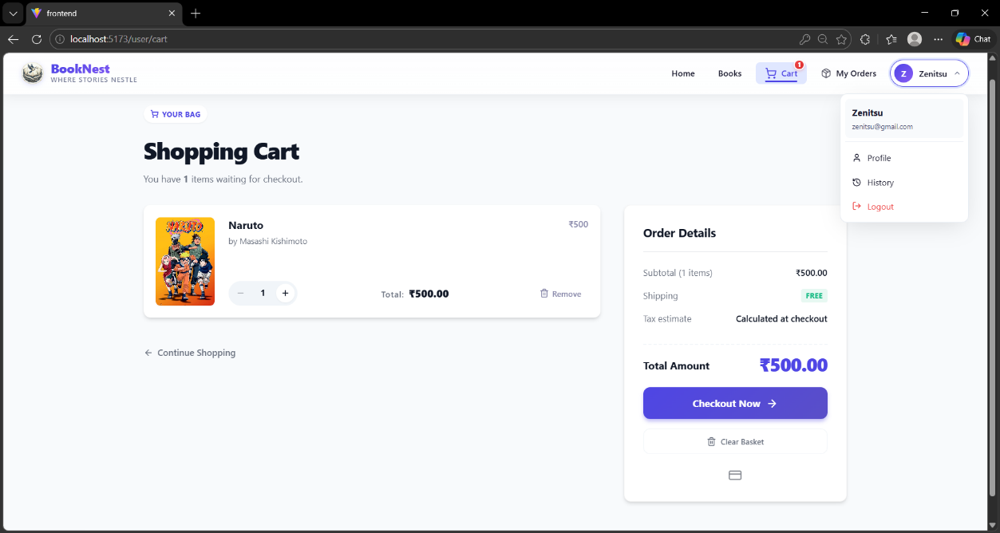 frontend
localhost:5173/user/cart
Chat
BookNest
WHERE STORIES NESTLE
Home
Books
Cart
1
My Orders
Z
Zenitsu
Zenitsu
zenitsu@gmail.com
Profile
History
Logout
YOUR BAG
Shopping Cart
You have 1 items waiting for checkout.
NARUTO
Naruto
₹500
by Masashi Kishimoto
− 1 +
Total: ₹500.00
Remove
← Continue Shopping
Order Details
Subtotal (1 items) ₹500.00
Shipping FREE
Tax estimate Calculated at checkout
Total Amount ₹500.00
Checkout Now →
Clear Basket